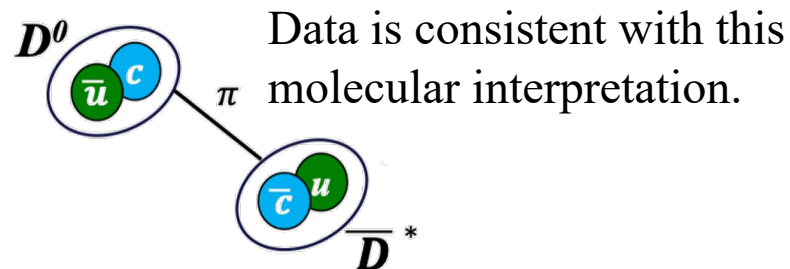 D⁰
Data is consistent with this
ū c
π molecular interpretation.
c̄ u
D̄ *